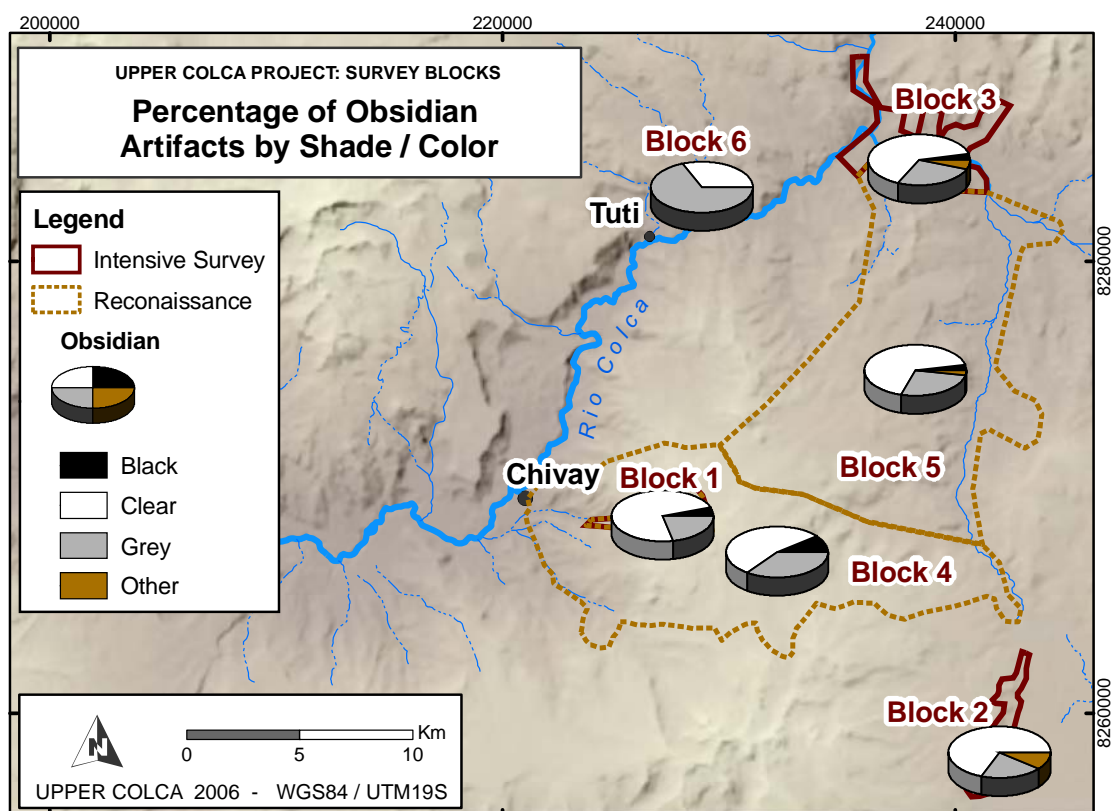 200000
220000
240000
UPPER COLCA PROJECT: SURVEY BLOCKS
Percentage of Obsidian
Artifacts by Shade / Color
Block 3
Block 6
Tuti
Legend
Intensive Survey
Reconaissance
Obsidian
Black
Clear
Grey
Other
8280000
Rio Colca
Chivay
Block 1
Block 5
Block 4
Block 2
8260000
N
Km
0
5
10
UPPER COLCA 2006 - WGS84 / UTM19S